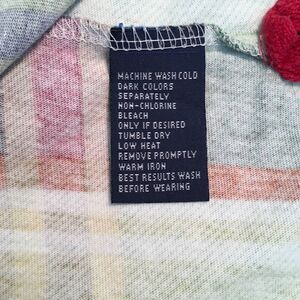 MACHINE WASH COLD
DARK COLORS
SEPARATELY
NON-CHLORINE
BLEACH
ONLY IF DESIRED
TUMBLE DRY
LOW HEAT
REMOVE PROMPTLY
WARM IRON
BEST RESULTS WASH
BEFORE WEARING